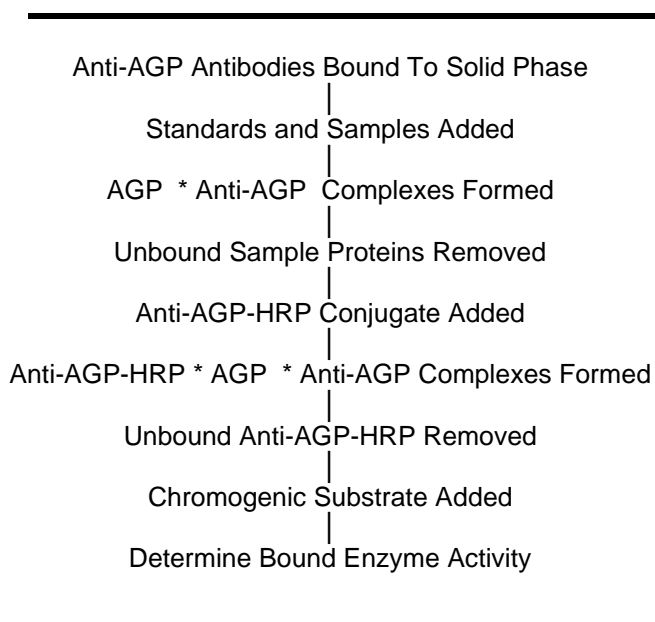 Anti-AGP Antibodies Bound To Solid Phase
Standards and Samples Added
AGP * Anti-AGP Complexes Formed
Unbound Sample Proteins Removed
Anti-AGP-HRP Conjugate Added
Anti-AGP-HRP * AGP * Anti-AGP Complexes Formed
Unbound Anti-AGP-HRP Removed
Chromogenic Substrate Added
Determine Bound Enzyme Activity